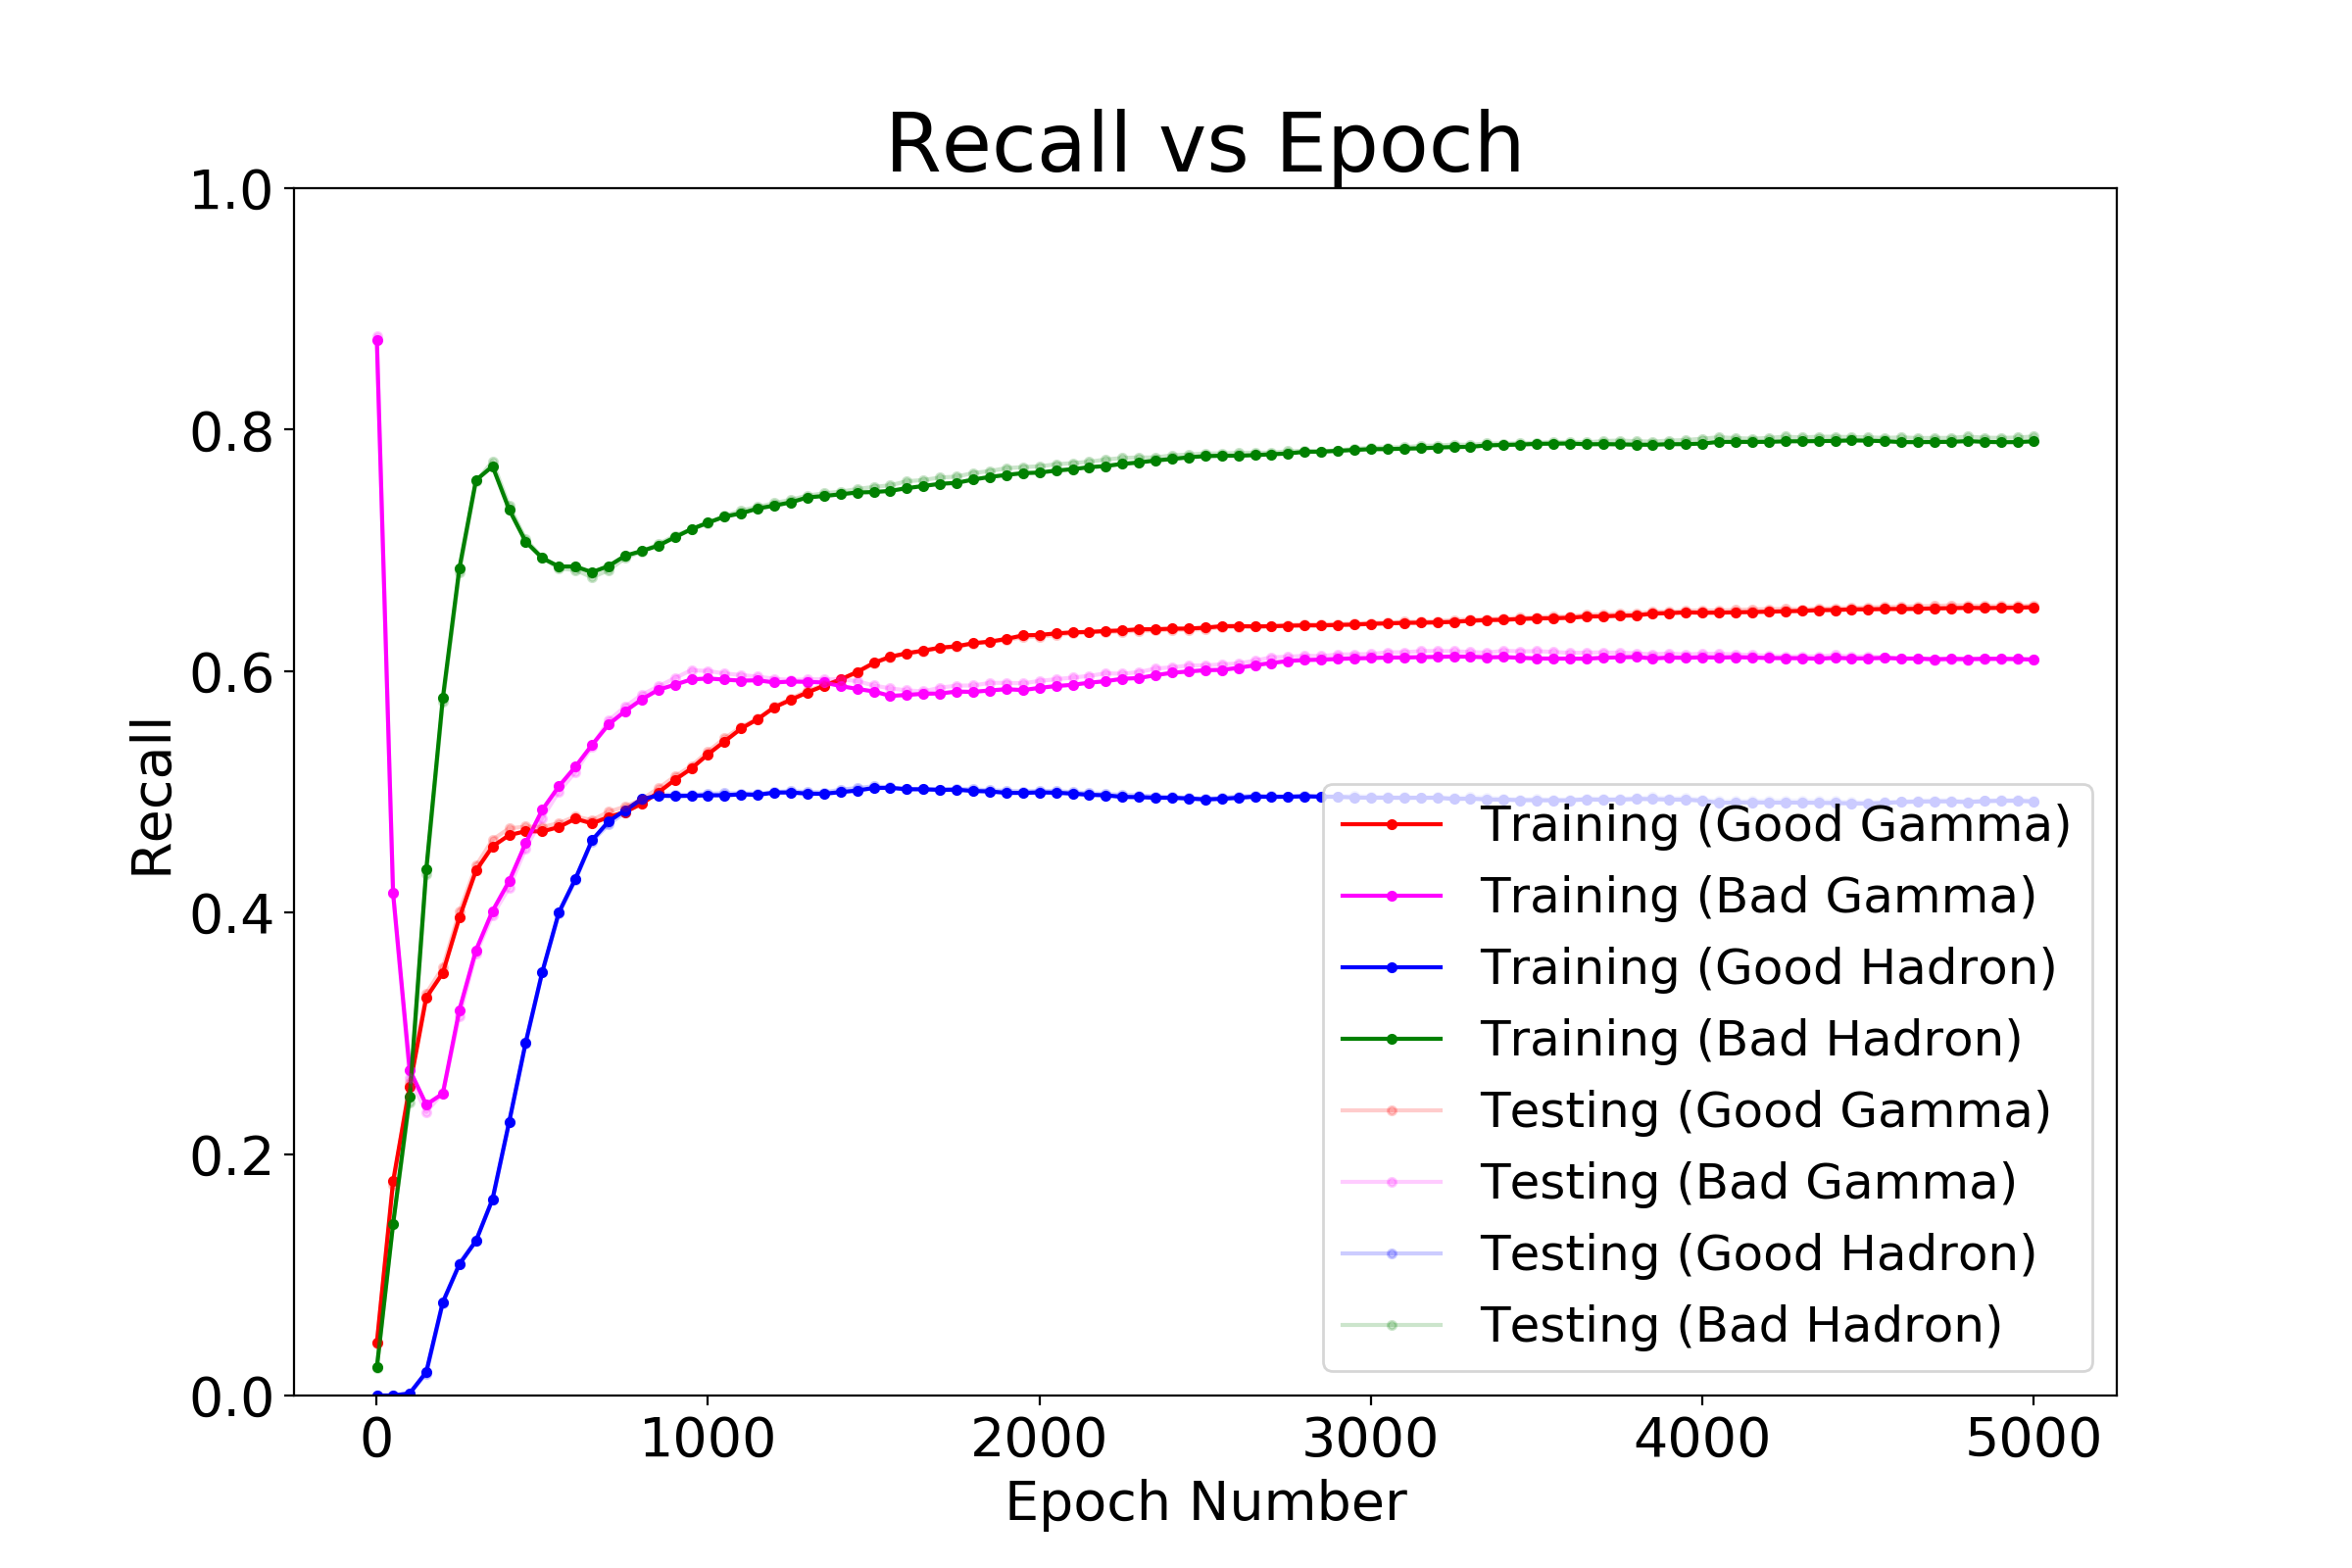 Recall vs Epoch
1.0
0.8
0.6
0.4
0.2
0.0
Recall
0 1000 2000 3000 4000 5000
Epoch Number
Training (Good Gamma)
Training (Bad Gamma)
Training (Good Hadron)
Training (Bad Hadron)
Testing (Good Gamma)
Testing (Bad Gamma)
Testing (Good Hadron)
Testing (Bad Hadron)